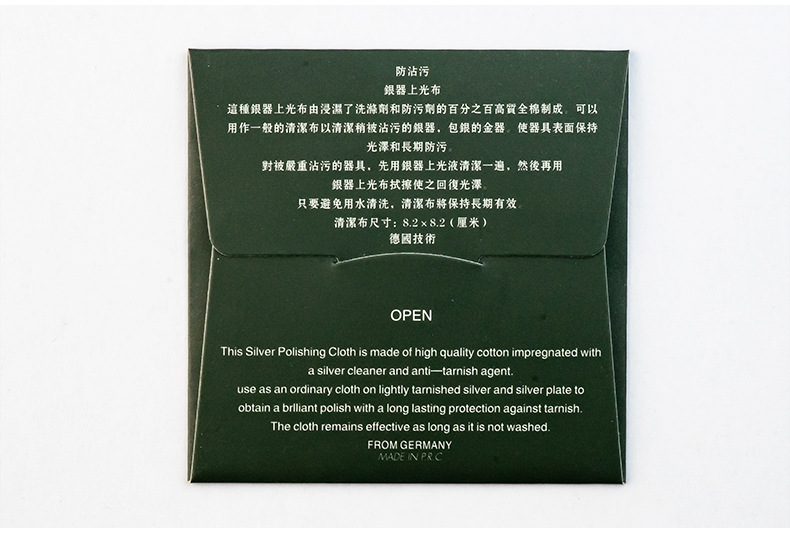 防沾污
銀器上光布
這種銀器上光布由浸濕了洗滌劑和防污劑的百分之百高質全棉制成。可以
用作一般的清潔布以清潔稍被沾污的銀器，包銀的金器。使器具表面保持
光澤和長期防污。
對被嚴重沾污的器具，先用銀器上光液清潔一遍，然後再用
銀器上光布拭擦使之回復光澤。
只要避免用水清洗，清潔布將保持長期有效。
清潔布尺寸：8.2×8.2（厘米）
德國技術
OPEN
This Silver Polishing Cloth is made of high quality cotton impregnated with
a silver cleaner and anti—tarnish agent.
use as an ordinary cloth on lightly tarnished silver and silver plate to
obtain a brlliant polish with a long lasting protection against tarnish.
The cloth remains effective as long as it is not washed.
FROM GERMANY
MADE IN P.R.C